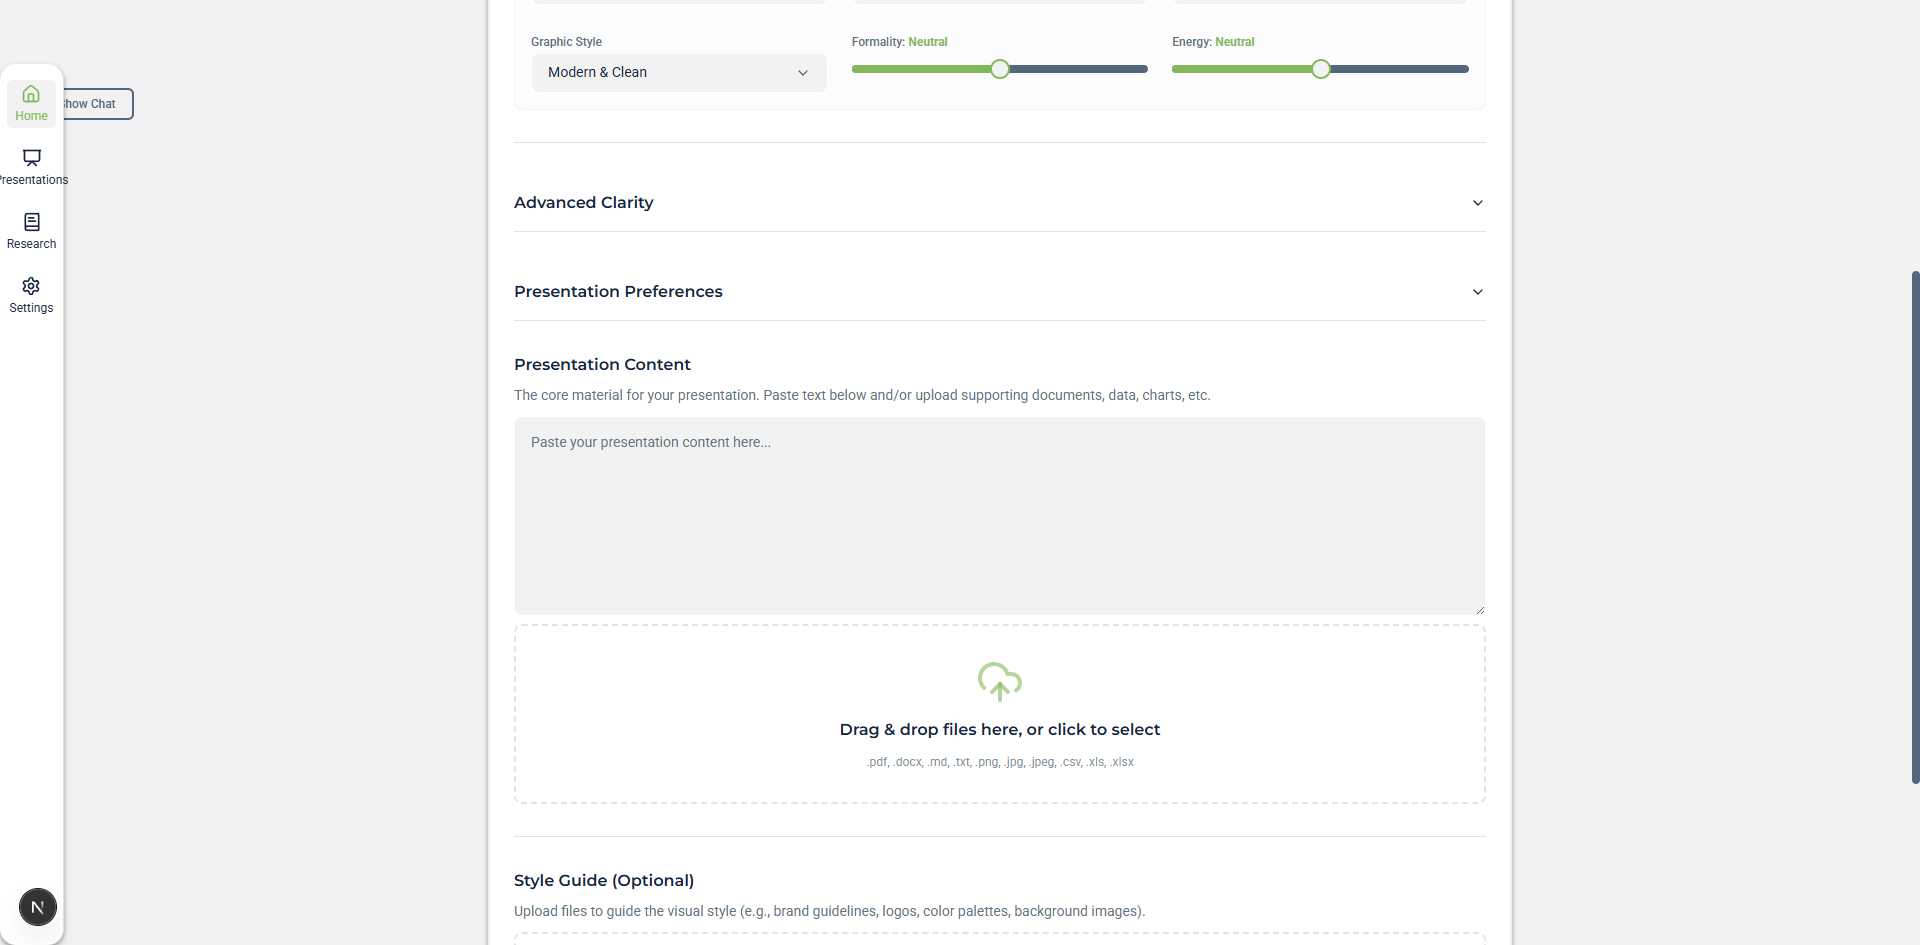 Home
Show Chat
Presentations
Research
Settings
Graphic Style
Modern & Clean
Formality: Neutral
Energy: Neutral
Advanced Clarity
Presentation Preferences
Presentation Content
The core material for your presentation. Paste text below and/or upload supporting documents, data, charts, etc.
Paste your presentation content here...
Drag & drop files here, or click to select
.pdf, .docx, .md, .txt, .png, .jpg, .jpeg, .csv, .xls, .xlsx
Style Guide (Optional)
Upload files to guide the visual style (e.g., brand guidelines, logos, color palettes, background images).
N